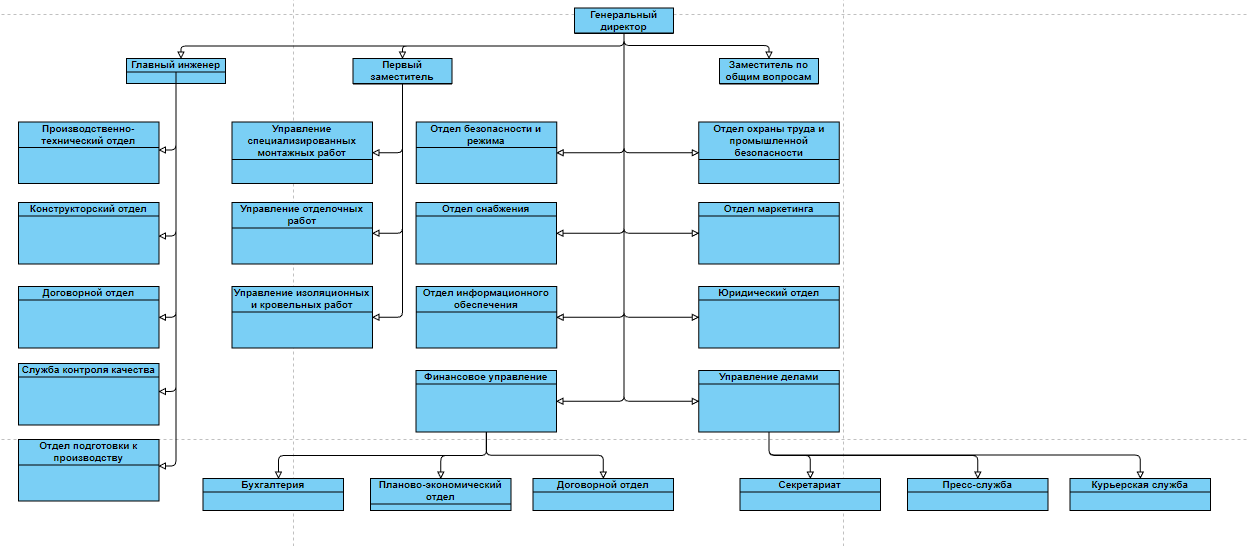 Генеральный
директор
Главный инженер
Первый
заместитель
Заместитель по
общим вопросам
Производственно-
технический отдел
Управление
специализированных
монтажных работ
Отдел безопасности и
режима
Отдел охраны труда и
промышленной
безопасности
Конструкторский отдел
Управление отделочных
работ
Отдел снабжения
Отдел маркетинга
Договорной отдел
Управление изоляционных
и кровельных работ
Отдел информационного
обеспечения
Юридический отдел
Служба контроля качества
Финансовое управление
Управление делами
Отдел подготовки к
производству
Бухгалтерия
Планово-экономический
отдел
Договорной отдел
Секретариат
Пресс-служба
Курьерская служба